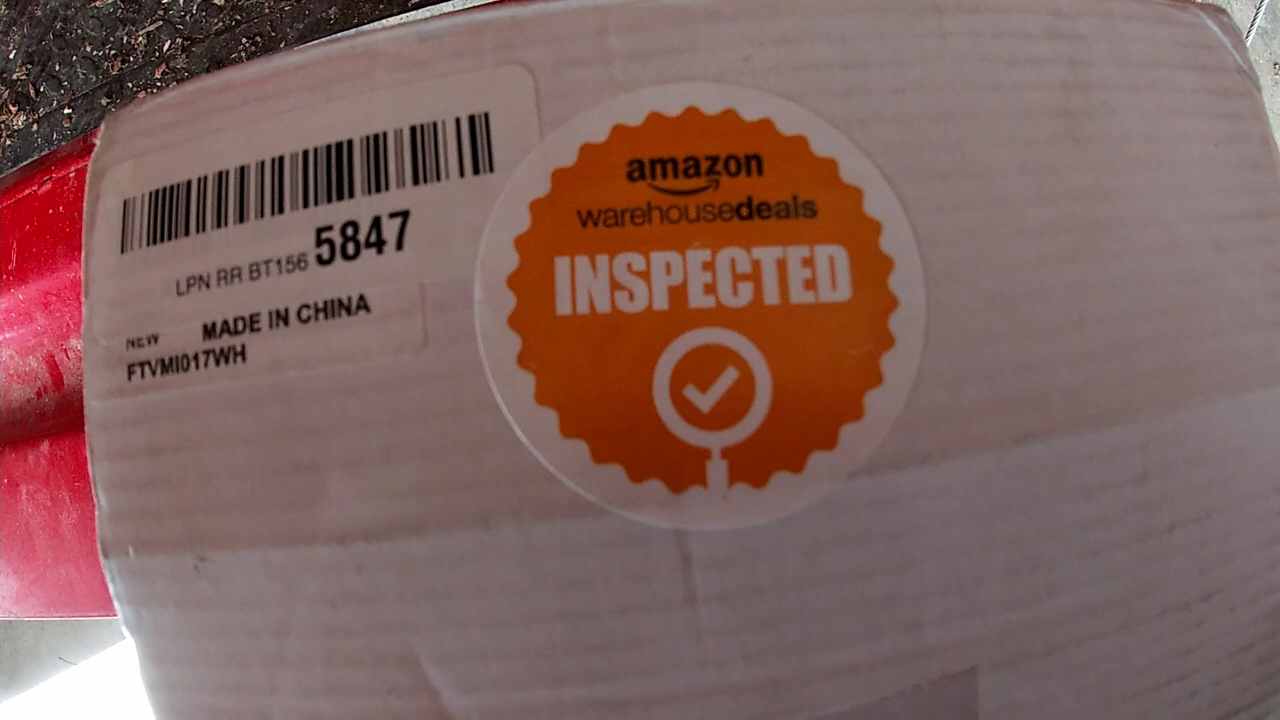 LPN RR BT156 5847
NEW MADE IN CHINA
FTVMI017WH
amazon
warehousedeals
INSPECTED